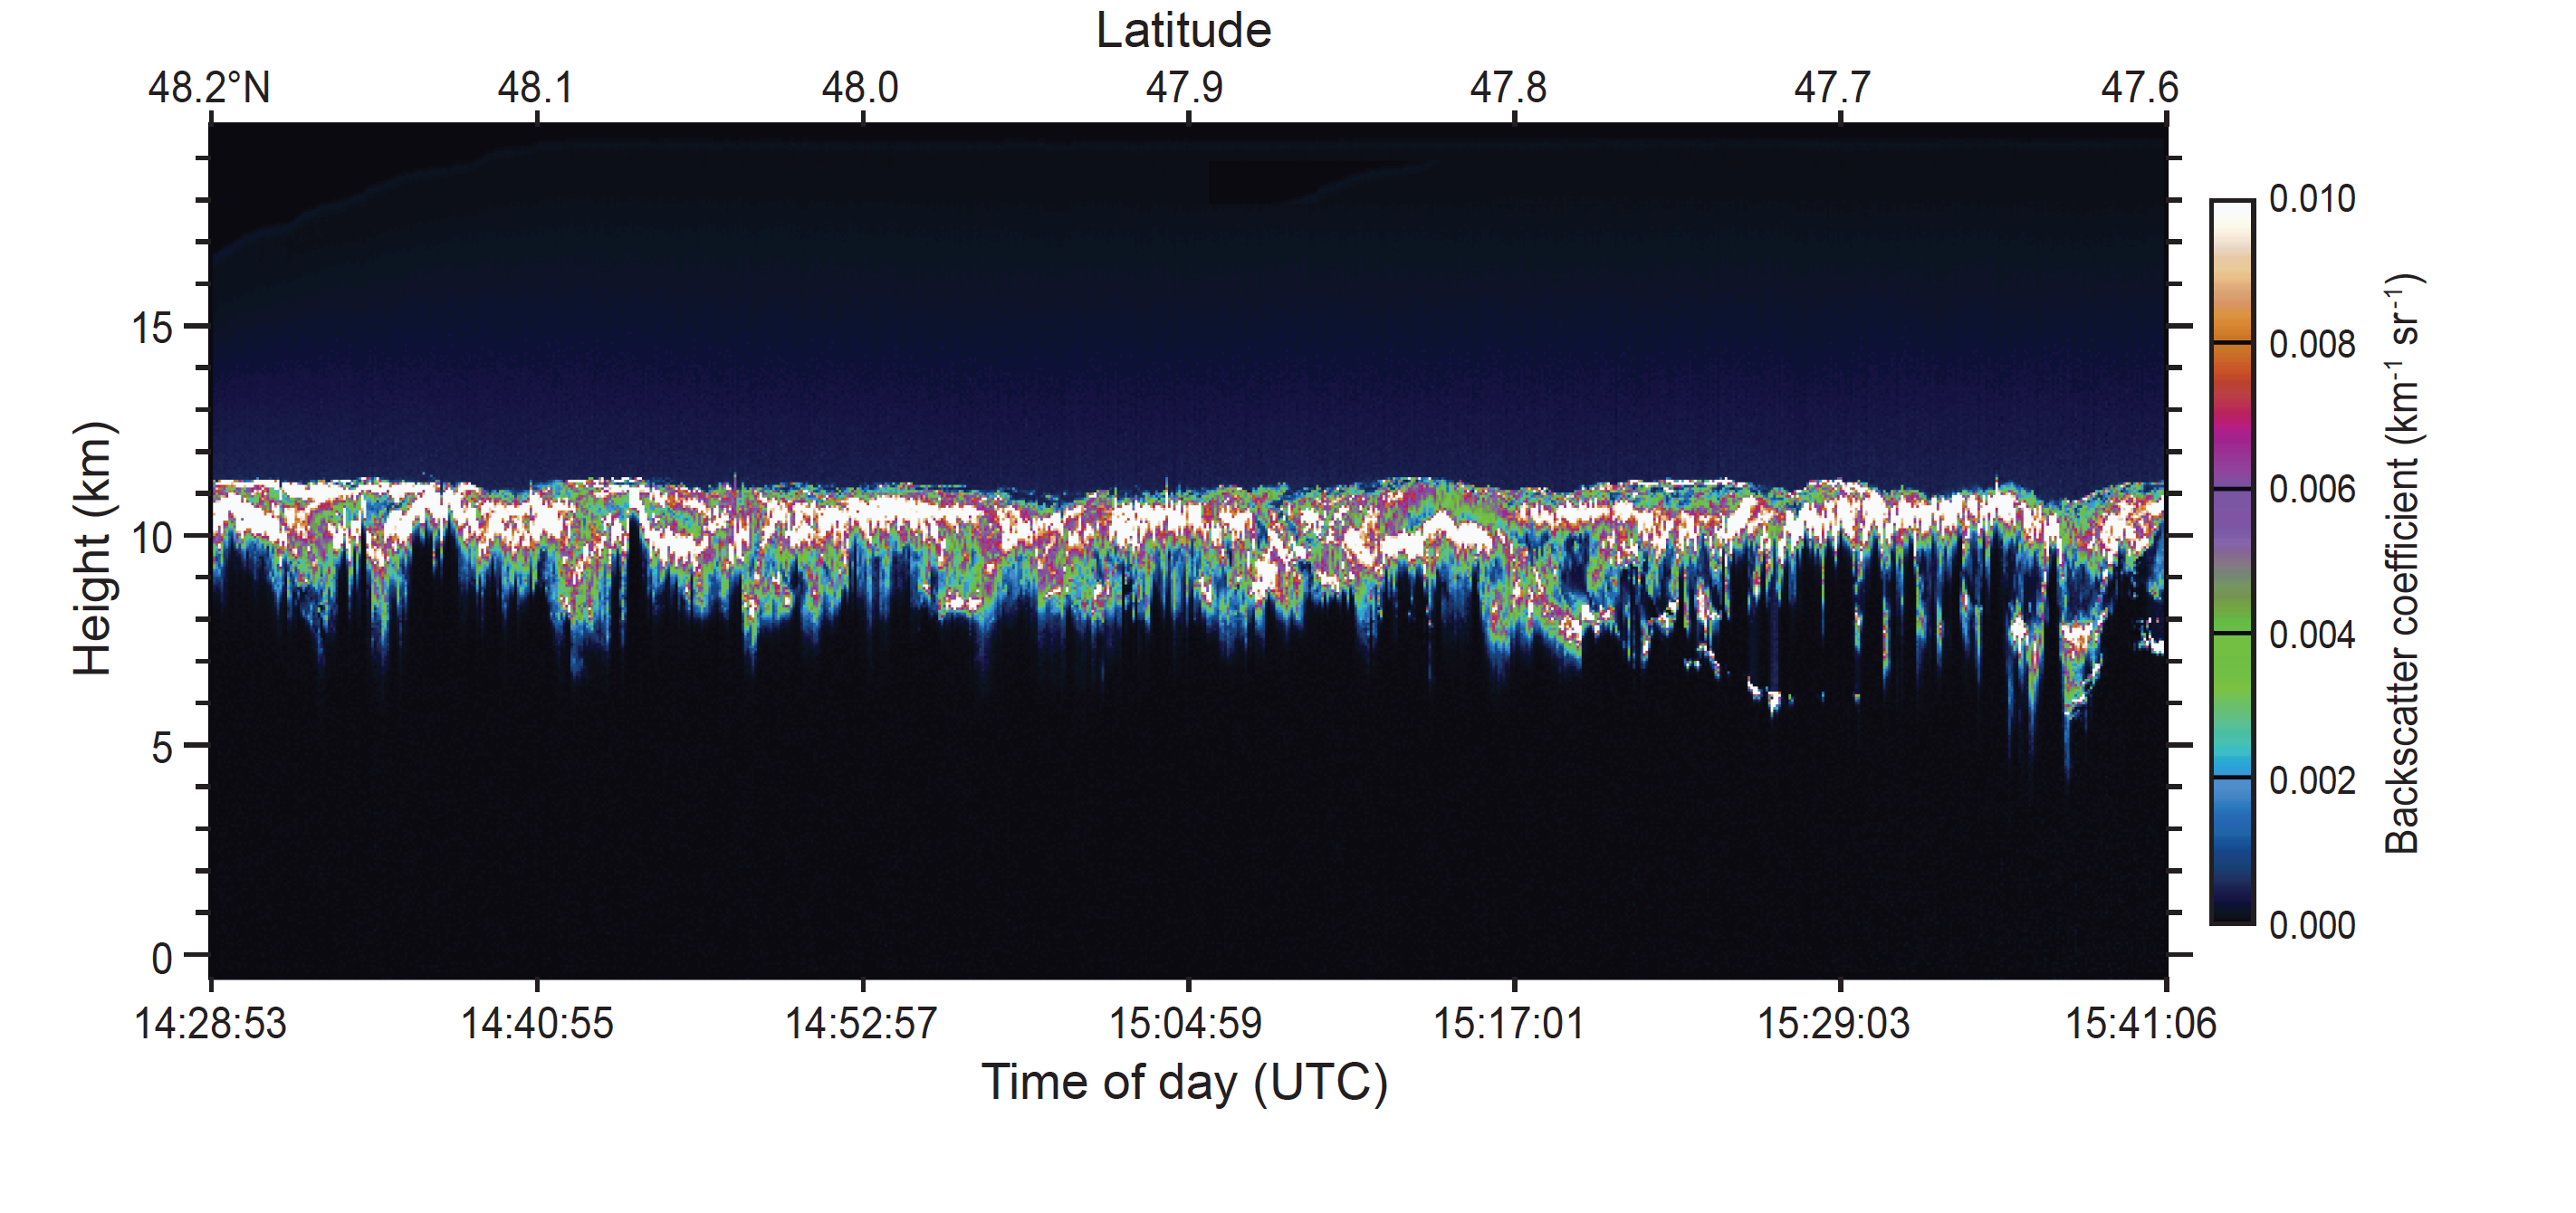 Latitude
48.2°N 48.1 48.0 47.9 47.8 47.7 47.6
15
10
5
0
Height (km)
14:28:53 14:40:55 14:52:57 15:04:59 15:17:01 15:29:03 15:41:06
Time of day (UTC)
0.010
0.008
0.006
0.004
0.002
0.000
Backscatter coefficient (km⁻¹ sr⁻¹)